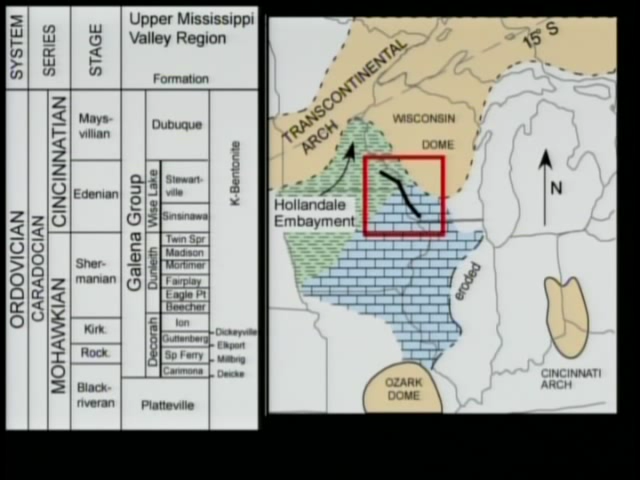 SYSTEM
SERIES
STAGE
Upper Mississippi
Valley Region
Formation
ORDOVICIAN
CARADOCIAN
CINCINNATIAN
MOHAWKIAN
Mays-
villian
Edenian
Sher-
manian
Kirk.
Rock.
Black-
riveran
Galena Group
Dubuque
Wise Lake
Stewart-
ville
Sinsinawa
Dunleith
Twin Spr
Madison
Mortimer
Fairplay
Eagle Pt
Beecher
Decorah
Ion
Guttenberg
Sp Ferry
Carimona
Platteville
K-Bentonite
Dickeyville
Elkport
Millbrig
Deicke
TRANSCONTINENTAL
ARCH
15° S
WISCONSIN
DOME
Hollandale
Embayment
N
eroded
OZARK
DOME
CINCINNATI
ARCH